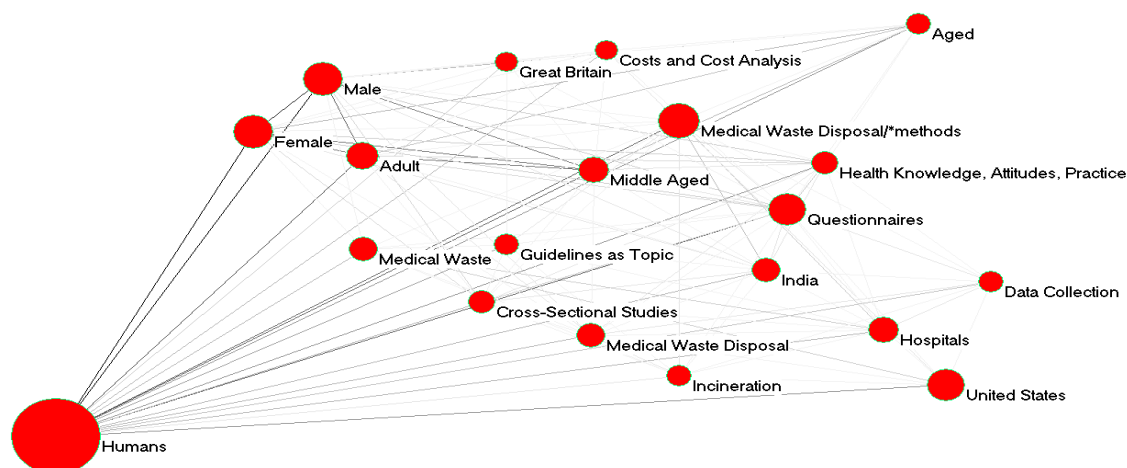 Aged
Costs and Cost Analysis
Great Britain
Male
Medical Waste Disposal/*methods
Female
Adult
Health Knowledge, Attitudes, Practice
Middle Aged
Questionnaires
Medical Waste
Guidelines as Topic
India
Data Collection
Cross-Sectional Studies
Hospitals
Medical Waste Disposal
Incineration
United States
Humans